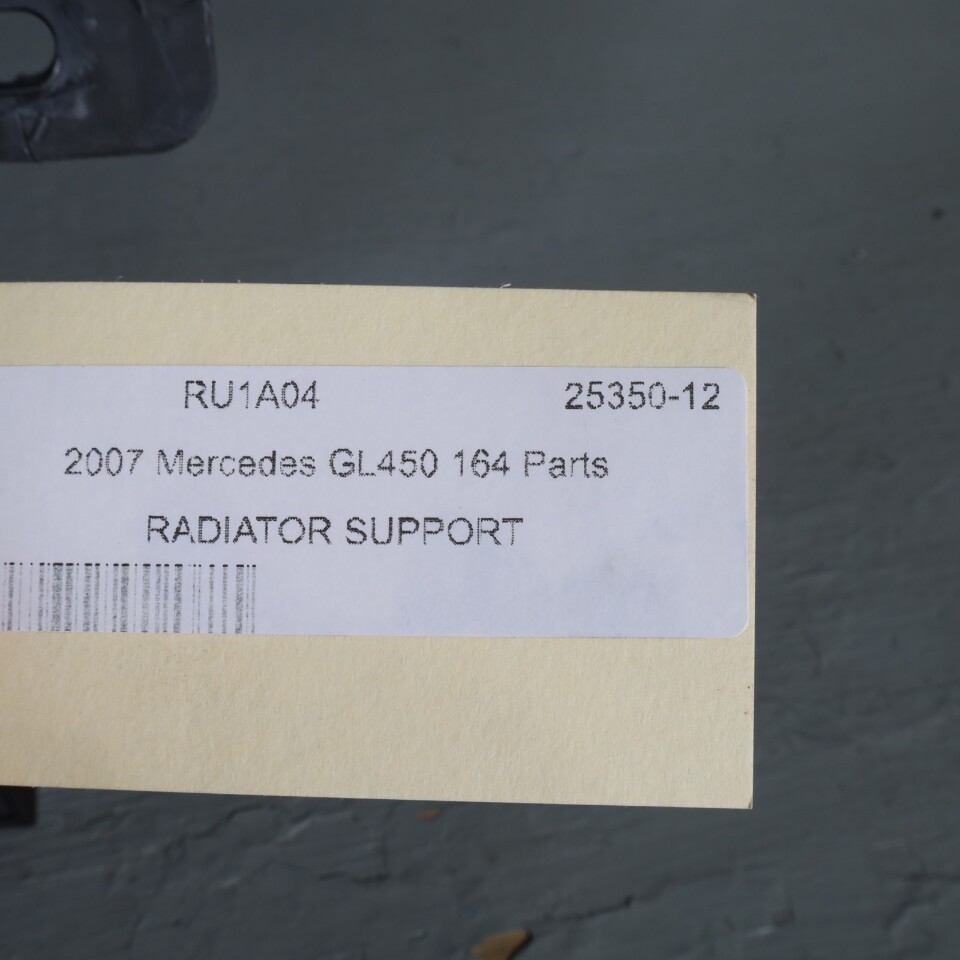 RU1A04 25350-12
2007 Mercedes GL450 164 Parts
RADIATOR SUPPORT